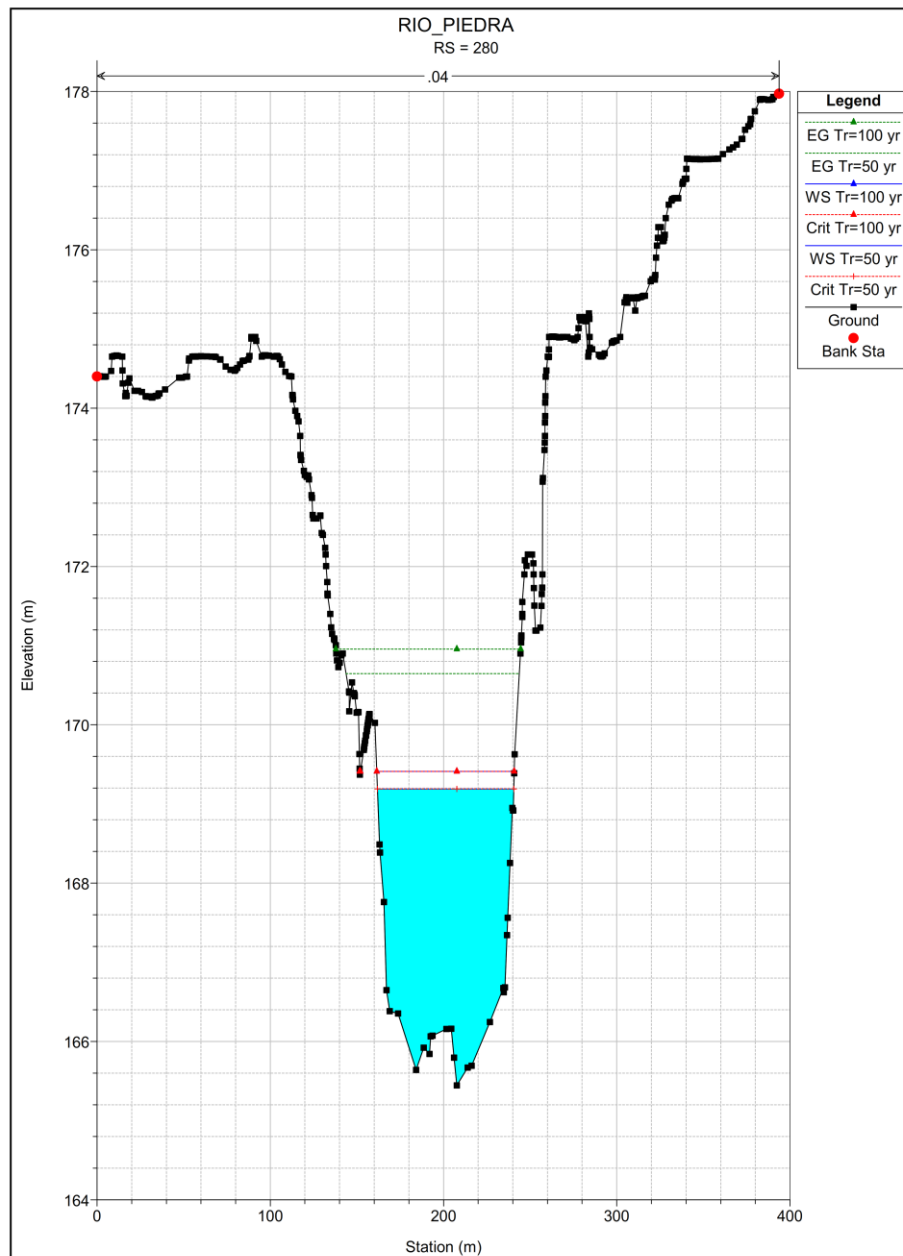 RIO_PIEDRA
RS = 280
.04
Legend
EG Tr=100 yr
EG Tr=50 yr
WS Tr=100 yr
Crit Tr=100 yr
WS Tr=50 yr
Crit Tr=50 yr
Ground
Bank Sta
178
176
174
172
170
168
166
164
Elevation (m)
0 100 200 300 400
Station (m)